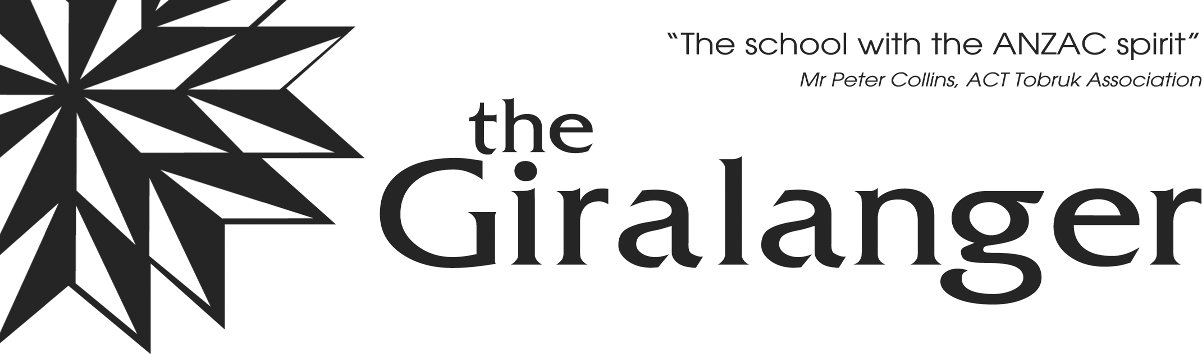 “The school with the ANZAC spirit”
Mr Peter Collins, ACT Tobruk Association
the
Giralanger